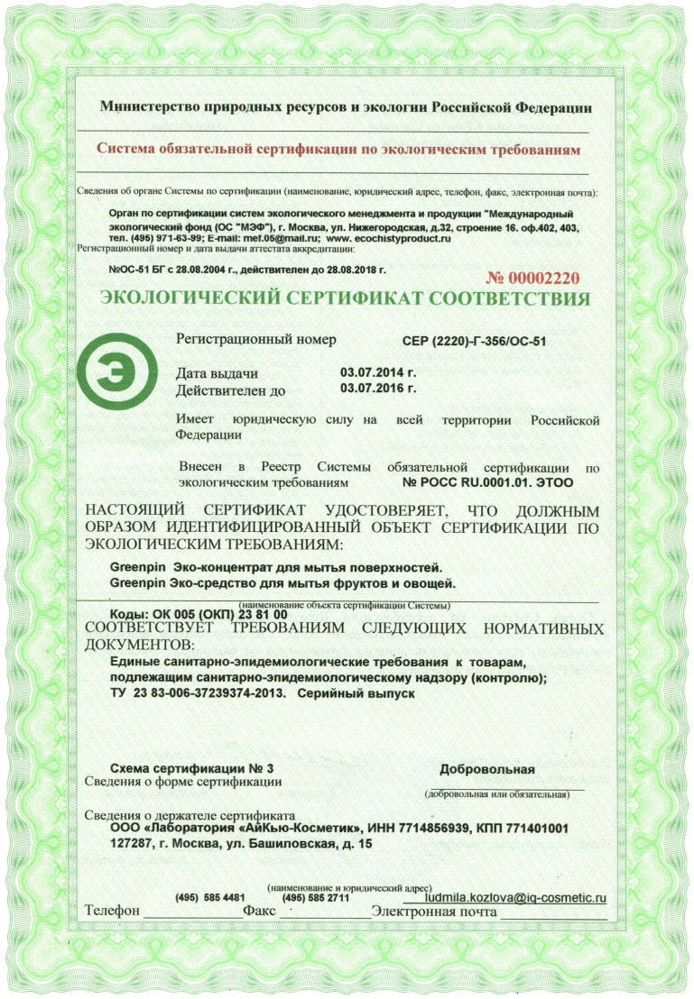 Министерство природных ресурсов и экологии Российской Федерации
Система обязательной сертификации по экологическим требованиям
Сведения об органе Системы по сертификации (наименование, юридический адрес, телефон, факс, электронная почта):
Орган по сертификации систем экологического менеджмента и продукции "Международный
экологический фонд (ОС "МЭФ"), г. Москва, ул. Нижегородская, д.32, строение 16. оф.402, 403,
тел. (495) 971-63-99; E-mail: mef.05@mail.ru; www. ecochistyproduct.ru
Регистрационный номер и дата выдачи аттестата аккредитации:
№ОС-51 БГ с 28.08.2004 г., действителен до 28.08.2018 г.
№ 00002220
ЭКОЛОГИЧЕСКИЙ СЕРТИФИКАТ СООТВЕТСТВИЯ
Э
Регистрационный номер СЕР (2220)-Г-356/ОС-51
Дата выдачи 03.07.2014 г.
Действителен до 03.07.2016 г.
Имеет юридическую силу на всей территории Российской
Федерации
Внесен в Реестр Системы обязательной сертификации по
экологическим требованиям № РОСС RU.0001.01. ЭТОО
НАСТОЯЩИЙ СЕРТИФИКАТ УДОСТОВЕРЯЕТ, ЧТО ДОЛЖНЫМ
ОБРАЗОМ ИДЕНТИФИЦИРОВАННЫЙ ОБЪЕКТ СЕРТИФИКАЦИИ ПО
ЭКОЛОГИЧЕСКИМ ТРЕБОВАНИЯМ:
Greenpin Эко-концентрат для мытья поверхностей.
Greenpin Эко-средство для мытья фруктов и овощей.
(наименование объекта сертификации Системы)
Коды: ОК 005 (ОКП) 23 81 00
СООТВЕТСТВУЕТ ТРЕБОВАНИЯМ СЛЕДУЮЩИХ НОРМАТИВНЫХ
ДОКУМЕНТОВ:
Единые санитарно-эпидемиологические требования к товарам,
подлежащим санитарно-эпидемиологическому надзору (контролю);
ТУ 23 83-006-37239374-2013. Серийный выпуск
Схема сертификации № 3 Добровольная
Сведения о форме сертификации
(добровольная или обязательная)
Сведения о держателе сертификата
ООО «Лаборатория «АйКью-Косметик», ИНН 7714856939, КПП 771401001
127287, г. Москва, ул. Башиловская, д. 15
(наименование и юридический адрес)
(495) 585 4481 (495) 585 2711 ludmila.kozlova@iq-cosmetic.ru
Телефон Факс Электронная почта